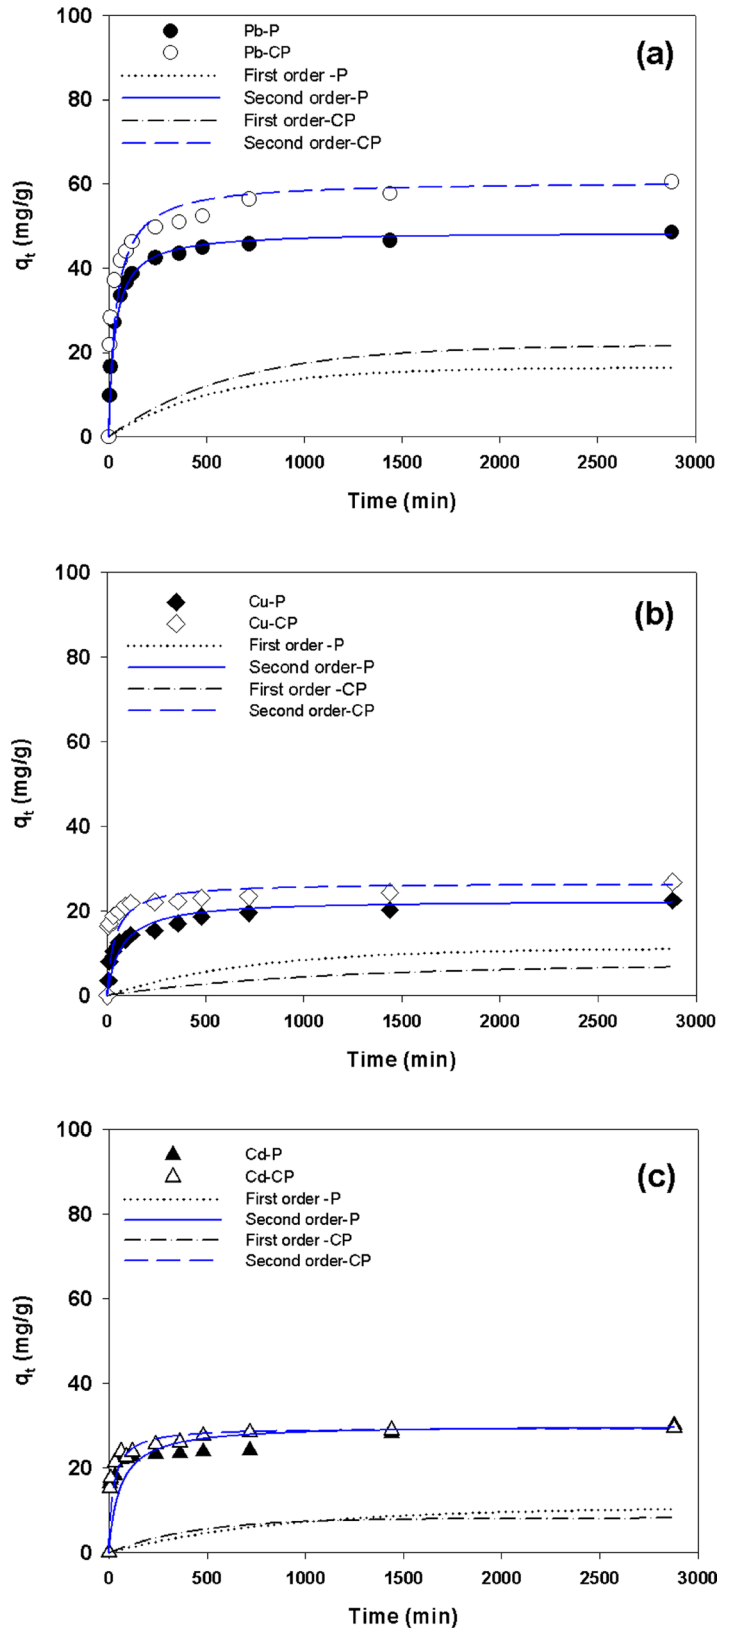 100
80
60
40
20
0
q_t (mg/g)
Pb-P
Pb-CP
First order -P
Second order-P
First order-CP
Second order-CP
(a)
0 500 1000 1500 2000 2500 3000
Time (min)
100
80
60
40
20
0
q_t (mg/g)
Cu-P
Cu-CP
First order -P
Second order-P
First order -CP
Second order-CP
(b)
0 500 1000 1500 2000 2500 3000
Time (min)
100
80
60
40
20
0
q_t (mg/g)
Cd-P
Cd-CP
First order -P
Second order-P
First order -CP
Second order-CP
(c)
0 500 1000 1500 2000 2500 3000
Time (min)